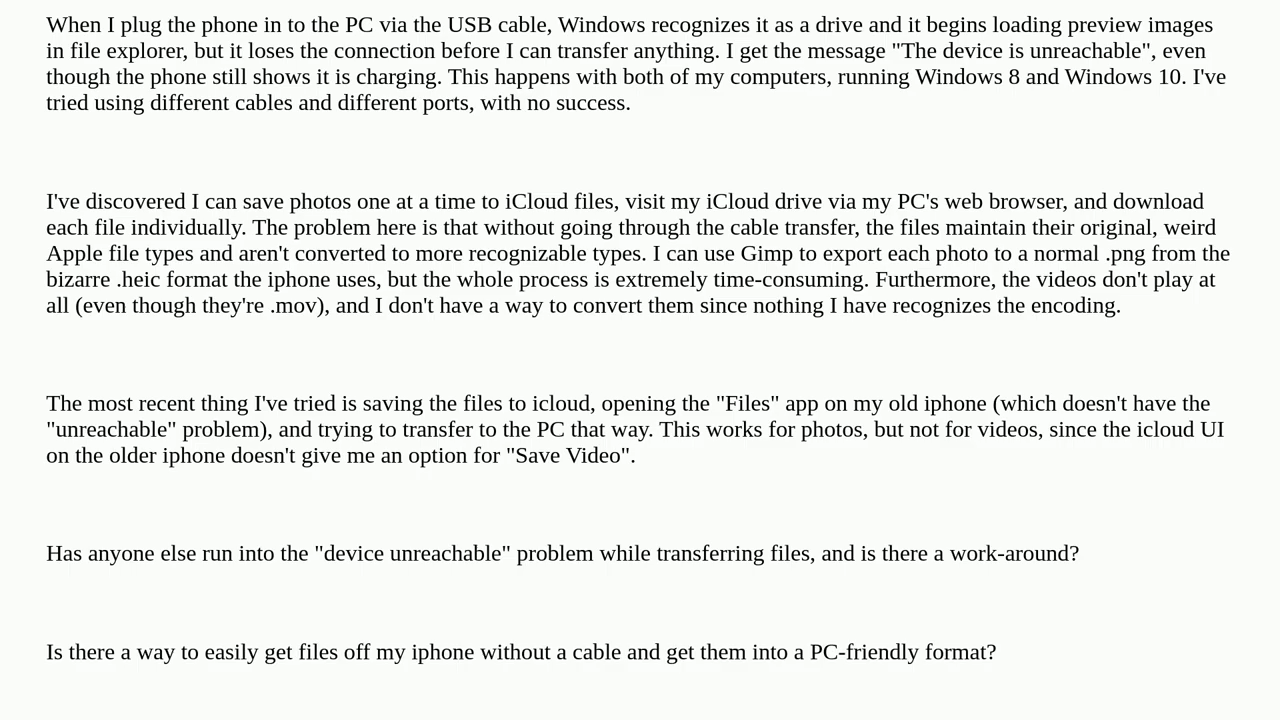 When I plug the phone in to the PC via the USB cable, Windows recognizes it as a drive and it begins loading preview images
in file explorer, but it loses the connection before I can transfer anything. I get the message "The device is unreachable", even
though the phone still shows it is charging. This happens with both of my computers, running Windows 8 and Windows 10. I've
tried using different cables and different ports, with no success.
I've discovered I can save photos one at a time to iCloud files, visit my iCloud drive via my PC's web browser, and download
each file individually. The problem here is that without going through the cable transfer, the files maintain their original, weird
Apple file types and aren't converted to more recognizable types. I can use Gimp to export each photo to a normal .png from the
bizarre .heic format the iphone uses, but the whole process is extremely time-consuming. Furthermore, the videos don't play at
all (even though they're .mov), and I don't have a way to convert them since nothing I have recognizes the encoding.
The most recent thing I've tried is saving the files to icloud, opening the "Files" app on my old iphone (which doesn't have the
"unreachable" problem), and trying to transfer to the PC that way. This works for photos, but not for videos, since the icloud UI
on the older iphone doesn't give me an option for "Save Video".
Has anyone else run into the "device unreachable" problem while transferring files, and is there a work-around?
Is there a way to easily get files off my iphone without a cable and get them into a PC-friendly format?